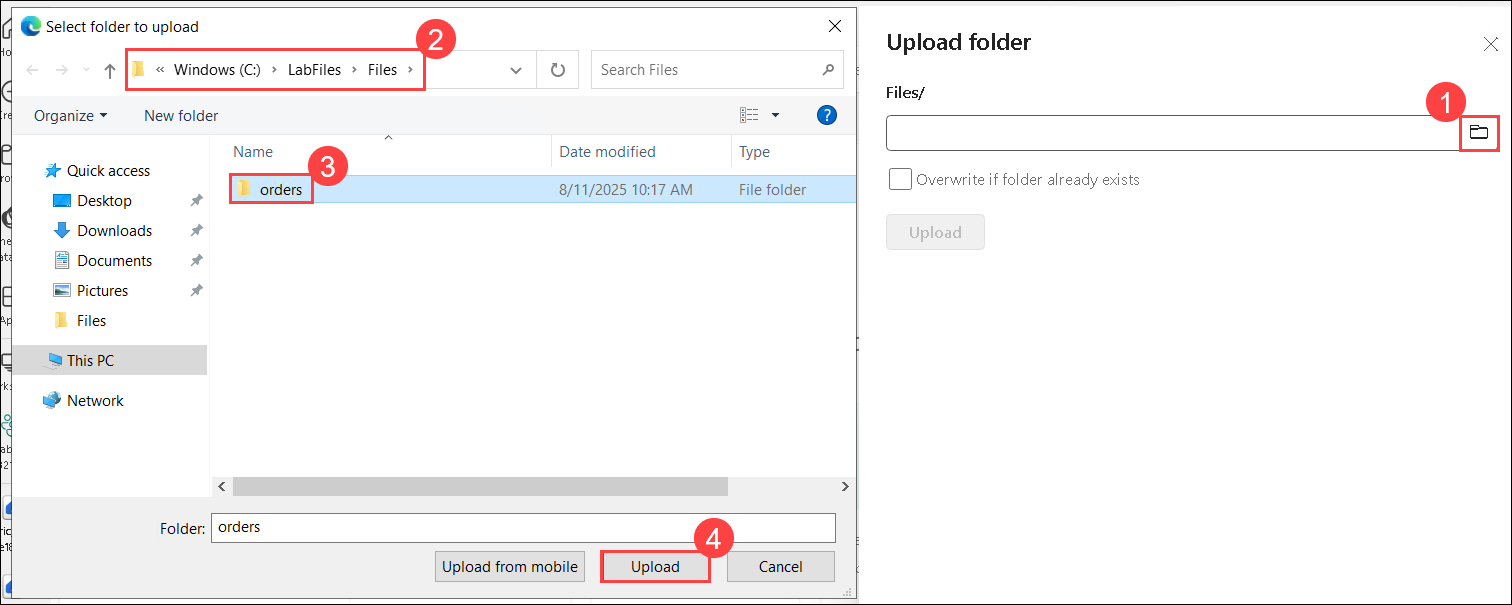 Select folder to upload
2
« Windows (C:) › LabFiles › Files ›
Search Files
Organize
New folder
?
Name
Date modified
Type
3
orders
8/11/2025 10:17 AM
File folder
Quick access
Desktop
Downloads
Documents
Pictures
Files
This PC
Network
Folder:
orders
4
Upload from mobile
Upload
Cancel
Upload folder
Files/
1
Overwrite if folder already exists
Upload